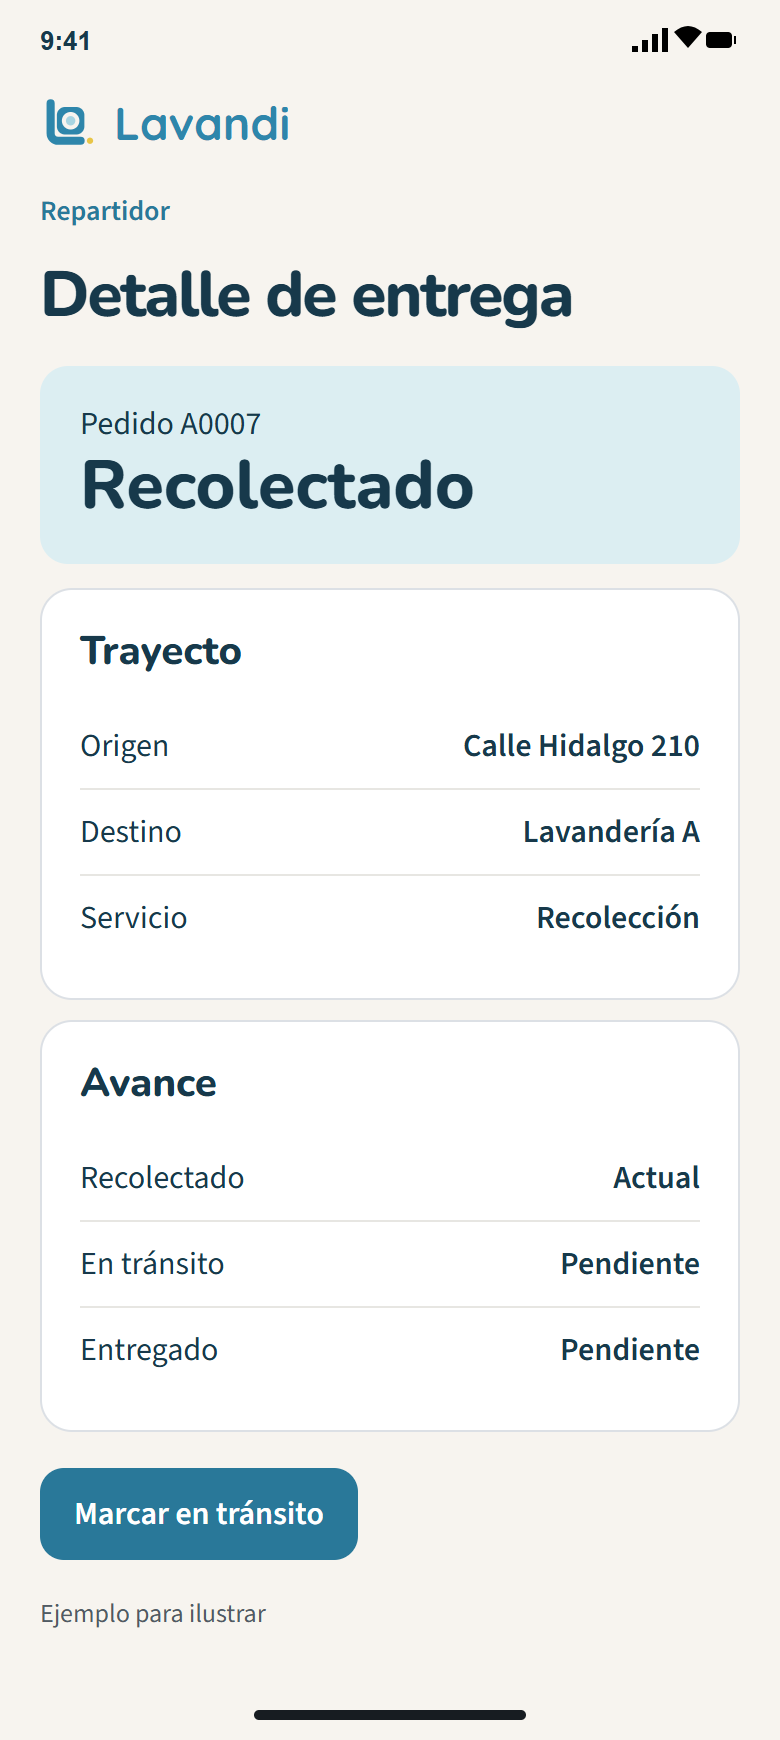 9:41
Lavandi
Repartidor
Detalle de entrega
Pedido A0007
Recolectado
Trayecto
Origen Calle Hidalgo 210
Destino Lavandería A
Servicio Recolección
Avance
Recolectado Actual
En tránsito Pendiente
Entregado Pendiente
Marcar en tránsito
Ejemplo para ilustrar